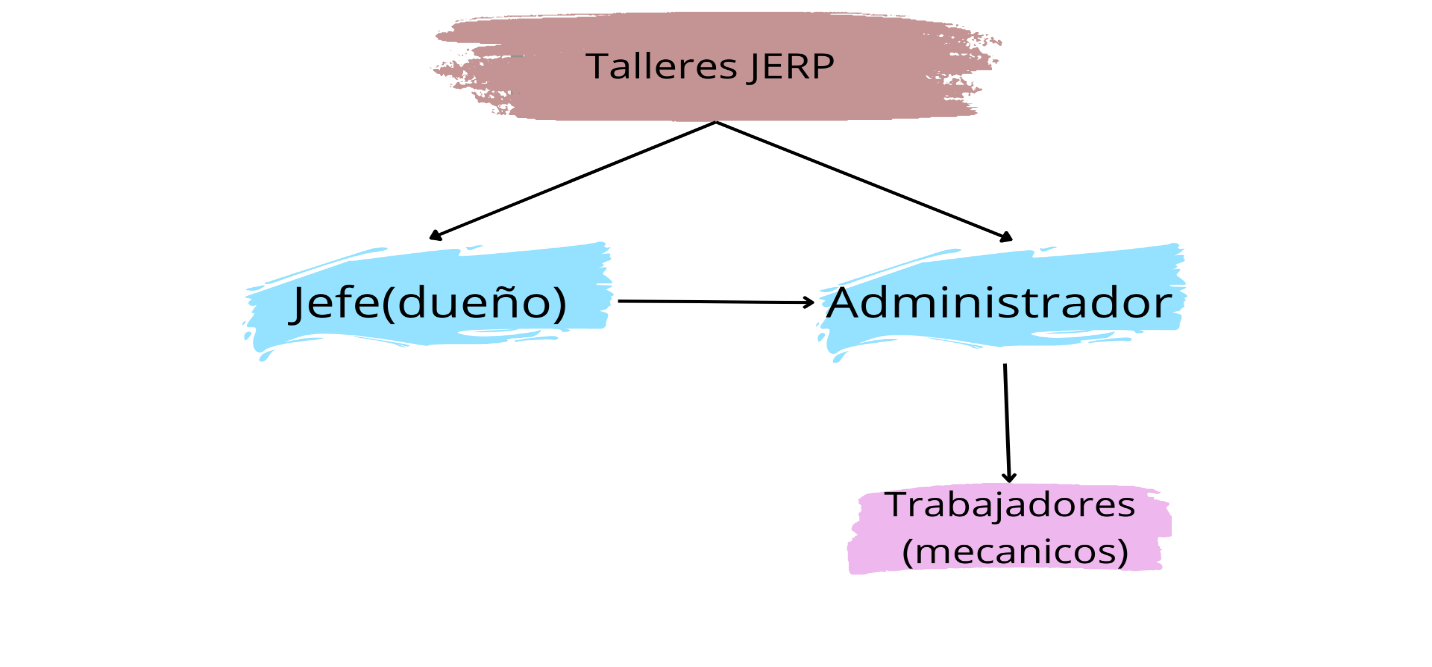 Talleres JERP
Jefe(dueño)
Administrador
Trabajadores
(mecanicos)